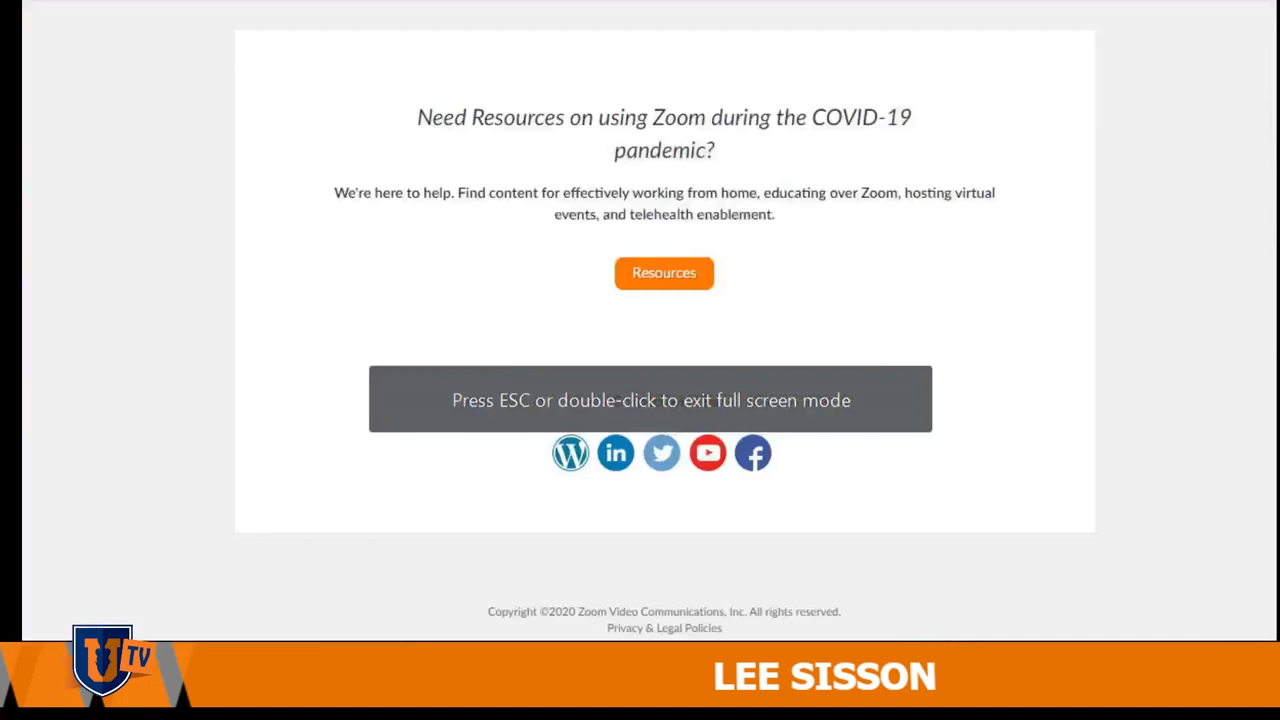 Need Resources on using Zoom during the COVID-19
pandemic?
We're here to help. Find content for effectively working from home, educating over Zoom, hosting virtual
events, and telehealth enablement.
Resources
Press ESC or double-click to exit full screen mode
Copyright ©2020 Zoom Video Communications, Inc. All rights reserved.
Privacy & Legal Policies
U TV
LEE SISSON